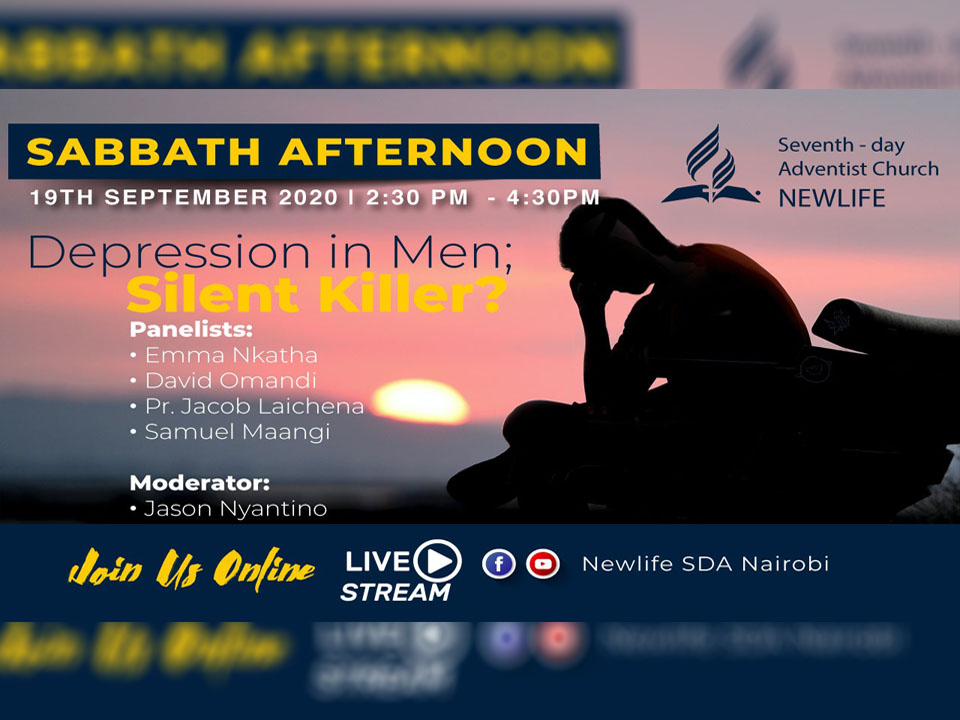 SABBATH AFTERNOON
19TH SEPTEMBER 2020 | 2:30 PM - 4:30PM
Seventh - day
Adventist Church
NEWLIFE
Depression in Men;
Silent Killer?
Panelists:
• Emma Nkatha
• David Omandi
• Pr. Jacob Laichena
• Samuel Maangi
Moderator:
• Jason Nyantino
Join Us Online
LIVE
STREAM
Newlife SDA Nairobi